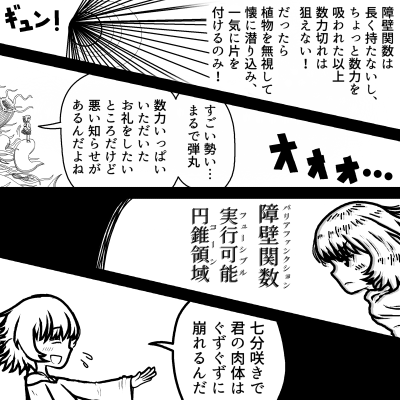 障壁関数は
長く持たないし、
ちょっと数力を
吸われた以上
数力切れは
狙えない！
だったら
植物を無視して
懐に潜り込み、
一気に片を
付けるのみ！
ギュン！
すごい勢い…
まるで弾丸
数力いっぱい
いただいた
お礼をしたい
ところだけど
悪い知らせが
あるんだよね
オオォ…
障壁関数
バリアファンクション
実行可能
フィージブル
円錐領域
コーン
七分咲きで
君の肉体は
ぐずぐずに
崩れるんだ